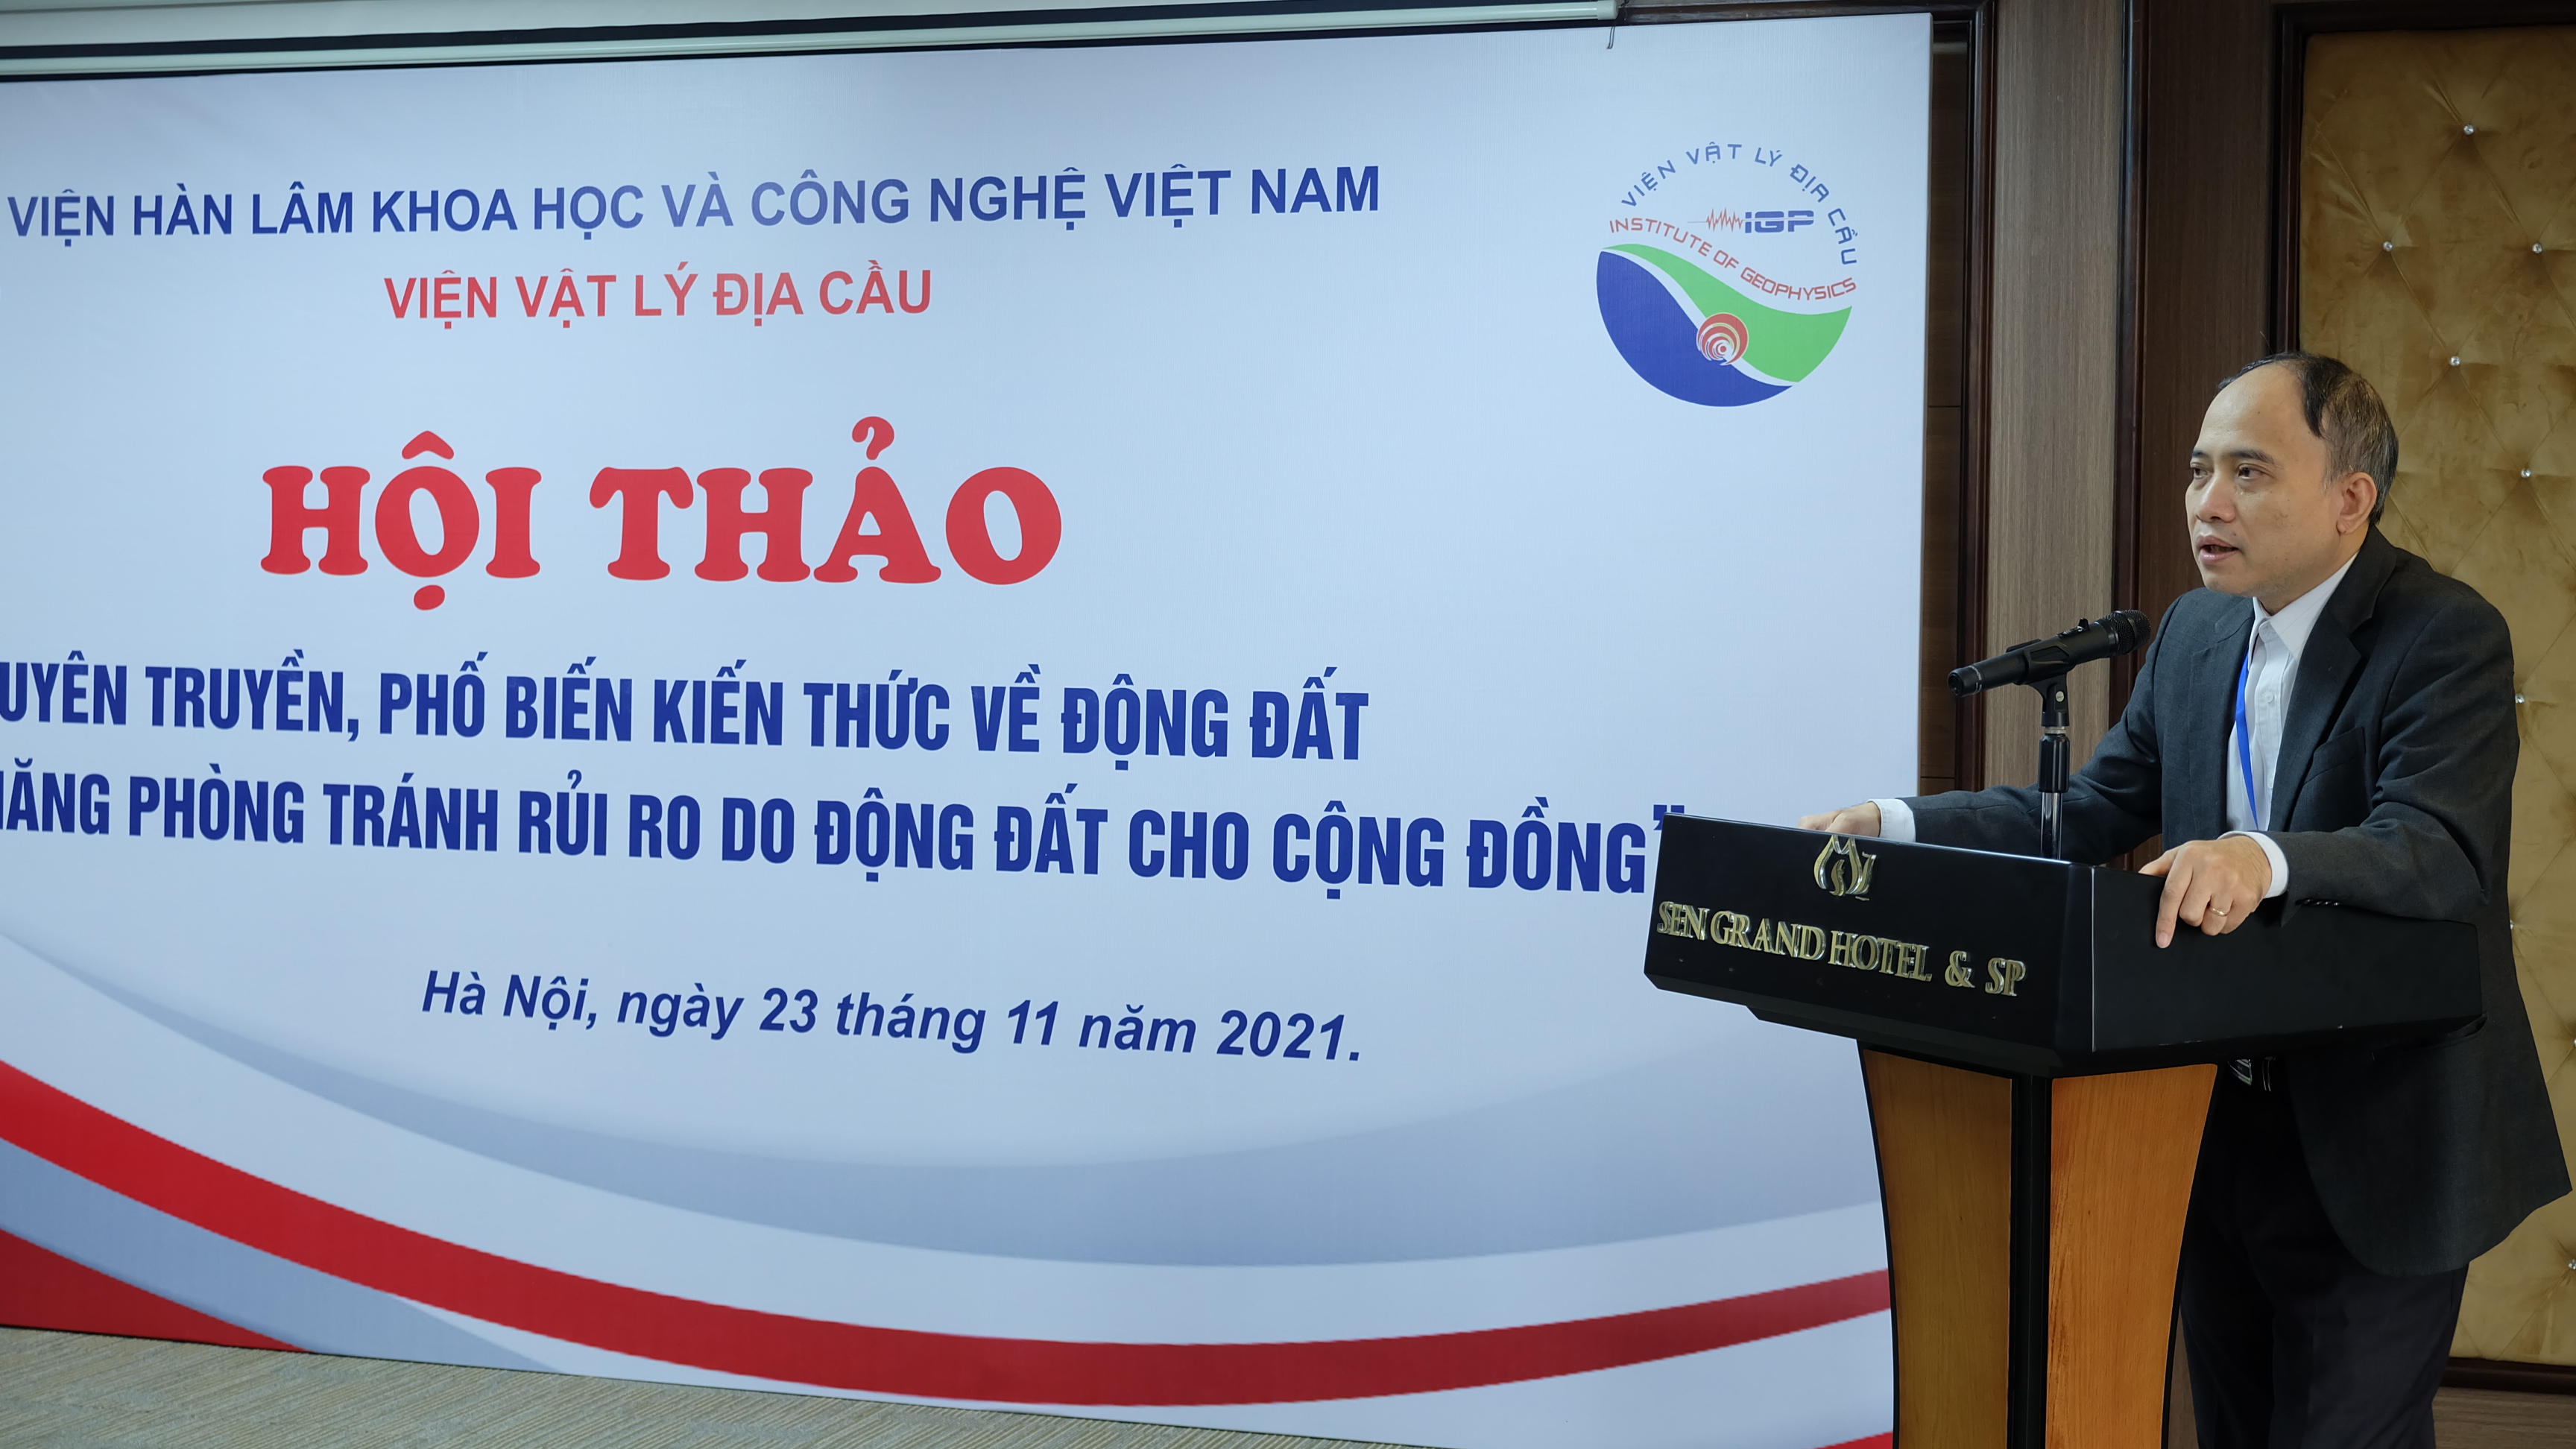 VIỆN HÀN LÂM KHOA HỌC VÀ CÔNG NGHỆ VIỆT NAM
VIỆN VẬT LÝ ĐỊA CẦU
VIỆN VẬT LÝ ĐỊA CẦU
IGP
INSTITUTE OF GEOPHYSICS
HỘI THẢO
UYÊN TRUYỀN, PHỔ BIẾN KIẾN THỨC VỀ ĐỘNG ĐẤT
NĂNG PHÒNG TRÁNH RỦI RO DO ĐỘNG ĐẤT CHO CỘNG ĐỒNG"
Hà Nội, ngày 23 tháng 11 năm 2021.
SEN GRAND HOTEL & SP